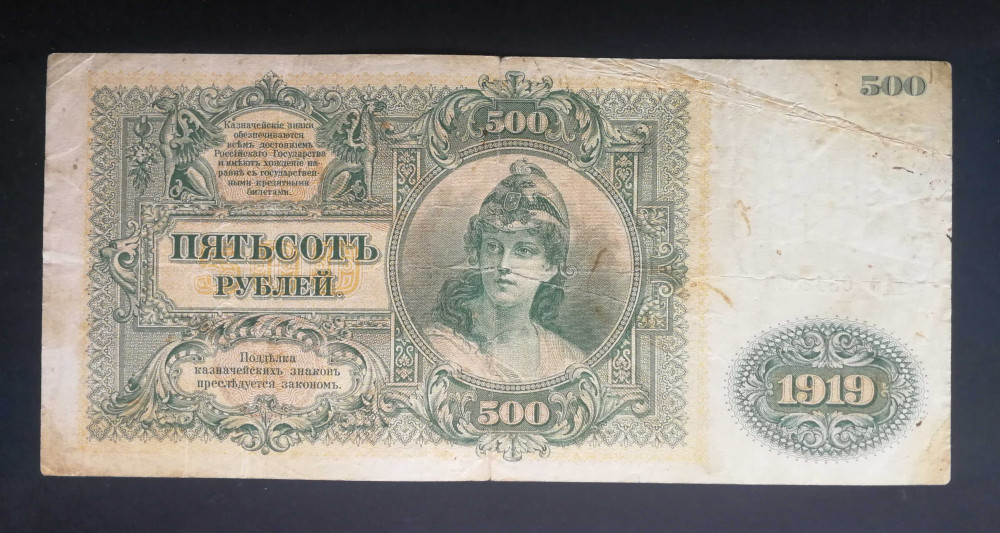 500
Казначейскіе знаки
обезпечиваются
всѣмъ достояніемъ
Россійскаго Государства
и имѣютъ хожденіе на-
равнѣ съ государствен-
ными кредитными
билетами.
500
ПЯТЬСОТЪ
РУБЛЕЙ.
Поддѣлка
казначейскихъ знаковъ
преслѣдуется закономъ.
500
1919